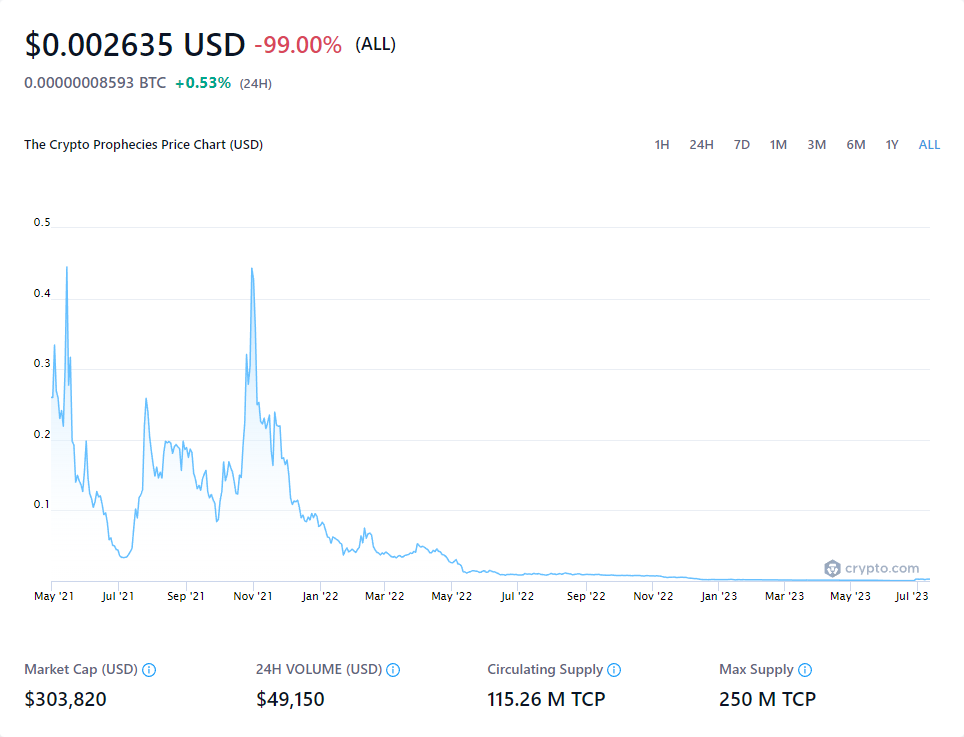 $0.002635 USD -99.00% (ALL)
0.00000008593 BTC +0.53% (24H)
The Crypto Prophecies Price Chart (USD) 1H 24H 7D 1M 3M 6M 1Y ALL
0.5
0.4
0.3
0.2
0.1
crypto.com
May '21 Jul '21 Sep '21 Nov '21 Jan '22 Mar '22 May '22 Jul '22 Sep '22 Nov '22 Jan '23 Mar '23 May '23 Jul '23
Market Cap (USD) 24H VOLUME (USD) Circulating Supply Max Supply
$303,820 $49,150 115.26 M TCP 250 M TCP